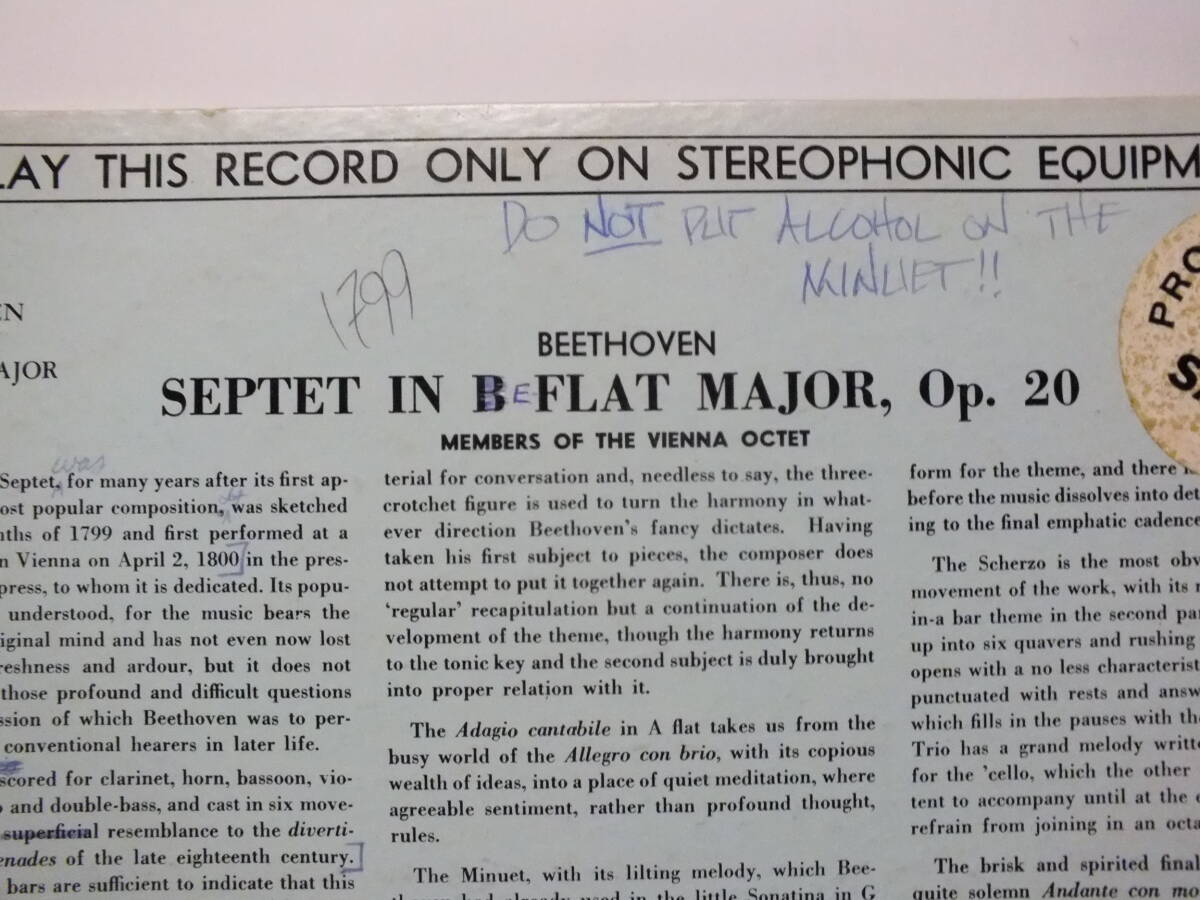 LAY THIS RECORD ONLY ON STEREOPHONIC EQUIPM
DO NOT PUT ALCOHOL ON THE
MINUET!!
1799
EN
AJOR
PRO
S
BEETHOVEN
SEPTET IN B E-FLAT MAJOR, Op. 20
MEMBERS OF THE VIENNA OCTET
was
Septet, for many years after its first ap-
ost popular composition, was sketched
nths of 1799 and first performed at a
n Vienna on April 2, 1800] in the pres-
press, to whom it is dedicated. Its popu-
understood, for the music bears the
iginal mind and has not even now lost
reshness and ardour, but it does not
those profound and difficult questions
ssion of which Beethoven was to per-
conventional hearers in later life.
scored for clarinet, horn, bassoon, vio-
o and double-bass, and cast in six move-
superficial resemblance to the diverti-
enades of the late eighteenth century.]
bars are sufficient to indicate that this
terial for conversation and, needless to say, the three-
crotchet figure is used to turn the harmony in what-
ever direction Beethoven's fancy dictates. Having
taken his first subject to pieces, the composer does
not attempt to put it together again. There is, thus, no
'regular' recapitulation but a continuation of the de-
velopment of the theme, though the harmony returns
to the tonic key and the second subject is duly brought
into proper relation with it.
The Adagio cantabile in A flat takes us from the
busy world of the Allegro con brio, with its copious
wealth of ideas, into a place of quiet meditation, where
agreeable sentiment, rather than profound thought,
rules.
The Minuet, with its lilting melody, which Bee-
thoven had already used in the little Sonatina in G
form for the theme, and there
before the music dissolves into det
ing to the final emphatic cadence
The Scherzo is the most obv
movement of the work, with its
in-a bar theme in the second par
up into six quavers and rushing
opens with a no less characterist
punctuated with rests and answ
which fills in the pauses with the
Trio has a grand melody writte
for the 'cello, which the other
tent to accompany until at the
refrain from joining in an octa
The brisk and spirited final
quite solemn Andante con mo